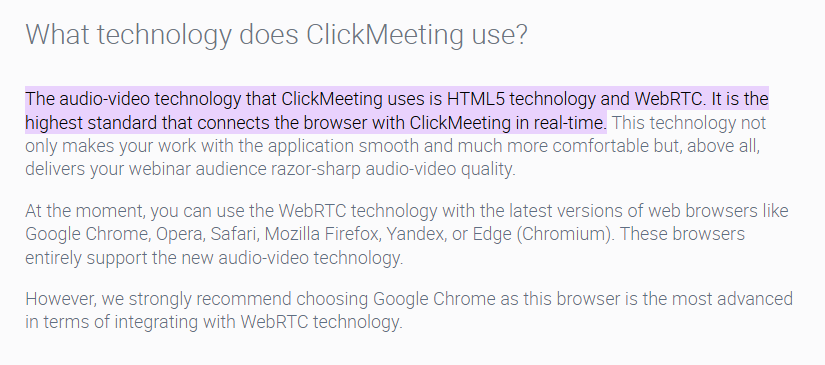 What technology does ClickMeeting use?
The audio-video technology that ClickMeeting uses is HTML5 technology and WebRTC. It is the
highest standard that connects the browser with ClickMeeting in real-time. This technology not
only makes your work with the application smooth and much more comfortable but, above all,
delivers your webinar audience razor-sharp audio-video quality.
At the moment, you can use the WebRTC technology with the latest versions of web browsers like
Google Chrome, Opera, Safari, Mozilla Firefox, Yandex, or Edge (Chromium). These browsers
entirely support the new audio-video technology.
However, we strongly recommend choosing Google Chrome as this browser is the most advanced
in terms of integrating with WebRTC technology.